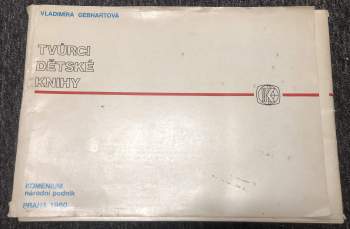 VLADIMÍRA GEBHARTOVÁ
TVŮRCI
DĚTSKÉ
KNIHY
KOMENIUM
národní podnik
PRAHA 1980